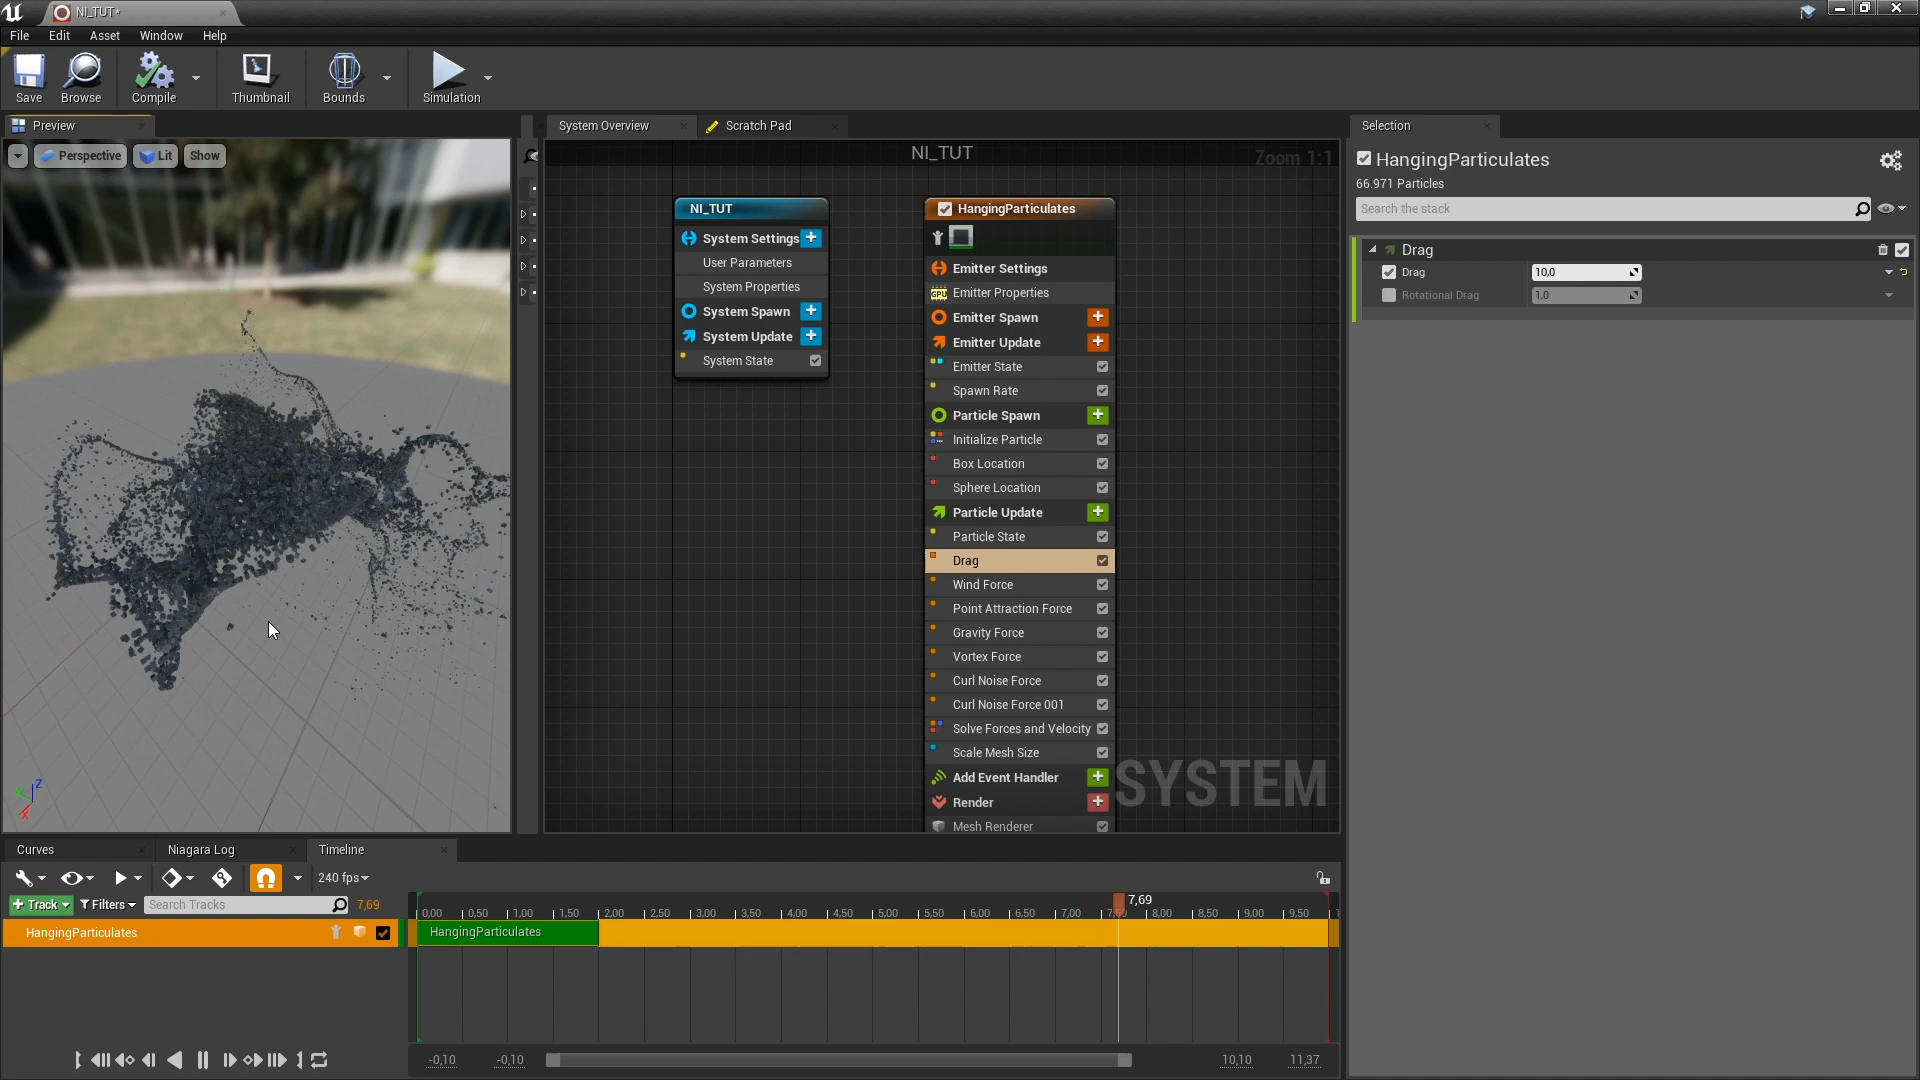 NI_TUT*
File Edit Asset Window Help
Save Browse Compile Thumbnail Bounds Simulation
Preview
Perspective Lit Show
System Overview Scratch Pad
NI_TUT
Zoom 1:1
NI_TUT
System Settings
User Parameters
System Properties
System Spawn
System Update
System State
HangingParticulates
Emitter Settings
GPU Emitter Properties
Emitter Spawn
Emitter Update
Emitter State
Spawn Rate
Particle Spawn
Initialize Particle
Box Location
Sphere Location
Particle Update
Particle State
Drag
Wind Force
Point Attraction Force
Gravity Force
Vortex Force
Curl Noise Force
Curl Noise Force 001
Solve Forces and Velocity
Scale Mesh Size
Add Event Handler
Render
Mesh Renderer
SYSTEM
Selection
HangingParticulates
66.971 Particles
Search the stack
Drag
Drag 10,0
Rotational Drag 1,0
Z
X
Curves Niagara Log Timeline
240 fps
+ Track Filters Search Tracks 7,69
HangingParticulates
7,69
0,00 0,50 1,00 1,50 2,00 2,50 3,00 3,50 4,00 4,50 5,00 5,50 6,00 6,50 7,00 8,00 8,50 9,00 9,50
HangingParticulates
-0,10 -0,10 10,10 11,37